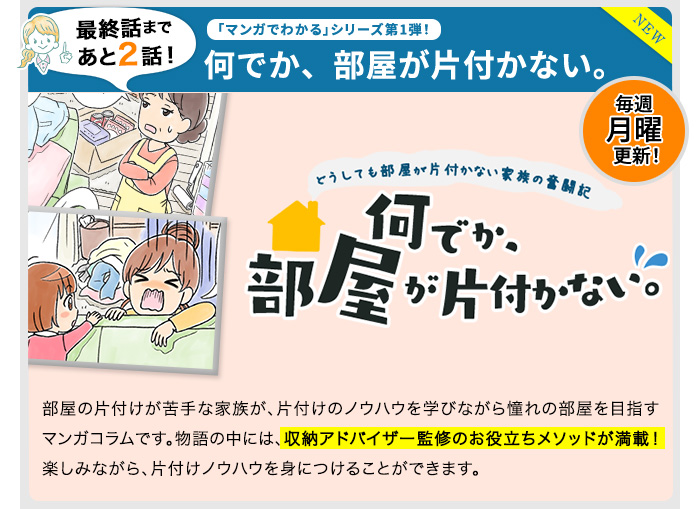 最終話まで
あと2話!
「マンガでわかる」シリーズ第1弾!
何でか、部屋が片付かない。
NEW
毎週
月曜
更新!
どうしても部屋が片付かない家族の奮闘記
何でか、
部屋が片付かない。
部屋の片付けが苦手な家族が、片付けのノウハウを学びながら憧れの部屋を目指す
マンガコラムです。物語の中には、収納アドバイザー監修のお役立ちメソッドが満載!
楽しみながら、片付けノウハウを身につけることができます。